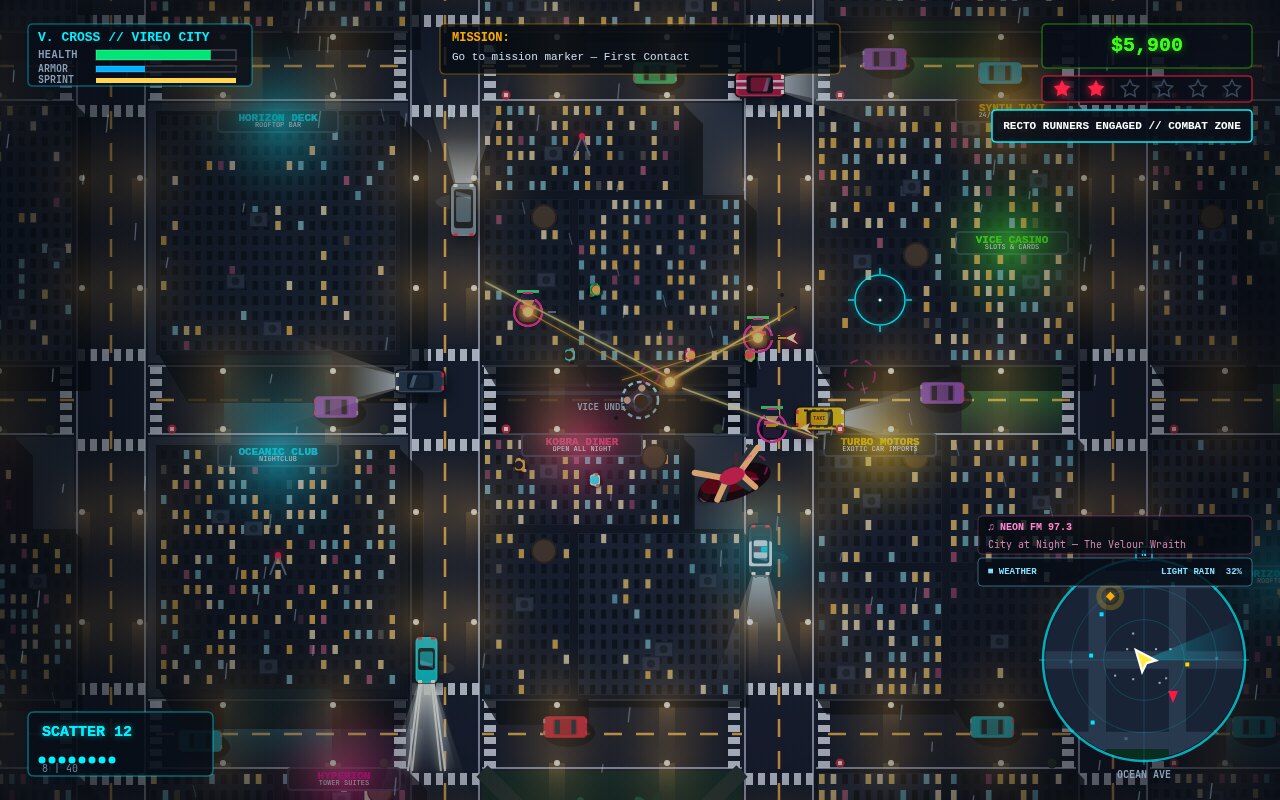 V. CROSS // VIREO CITY
HEALTH
ARMOR
SPRINT
MISSION:
Go to mission marker — First Contact
$5,900
RECTO RUNNERS ENGAGED // COMBAT ZONE
HORIZON DECK
ROOFTOP BAR
SYNTH TAXI
VICE CASINO
SLOTS & CARDS
TAXI
VICE UND
OCEANIC CLUB
NIGHTCLUB
KOBRA DINER
OPEN ALL NIGHT
TURBO MOTORS
EXOTIC CAR IMPORTS
♫ NEON FM 97.3
City at Night — The Velour Wraith
■ WEATHER LIGHT RAIN 32%
N
SCATTER 12
8 | 40
HYPERION
TOWER SUITES
OCEAN AVE